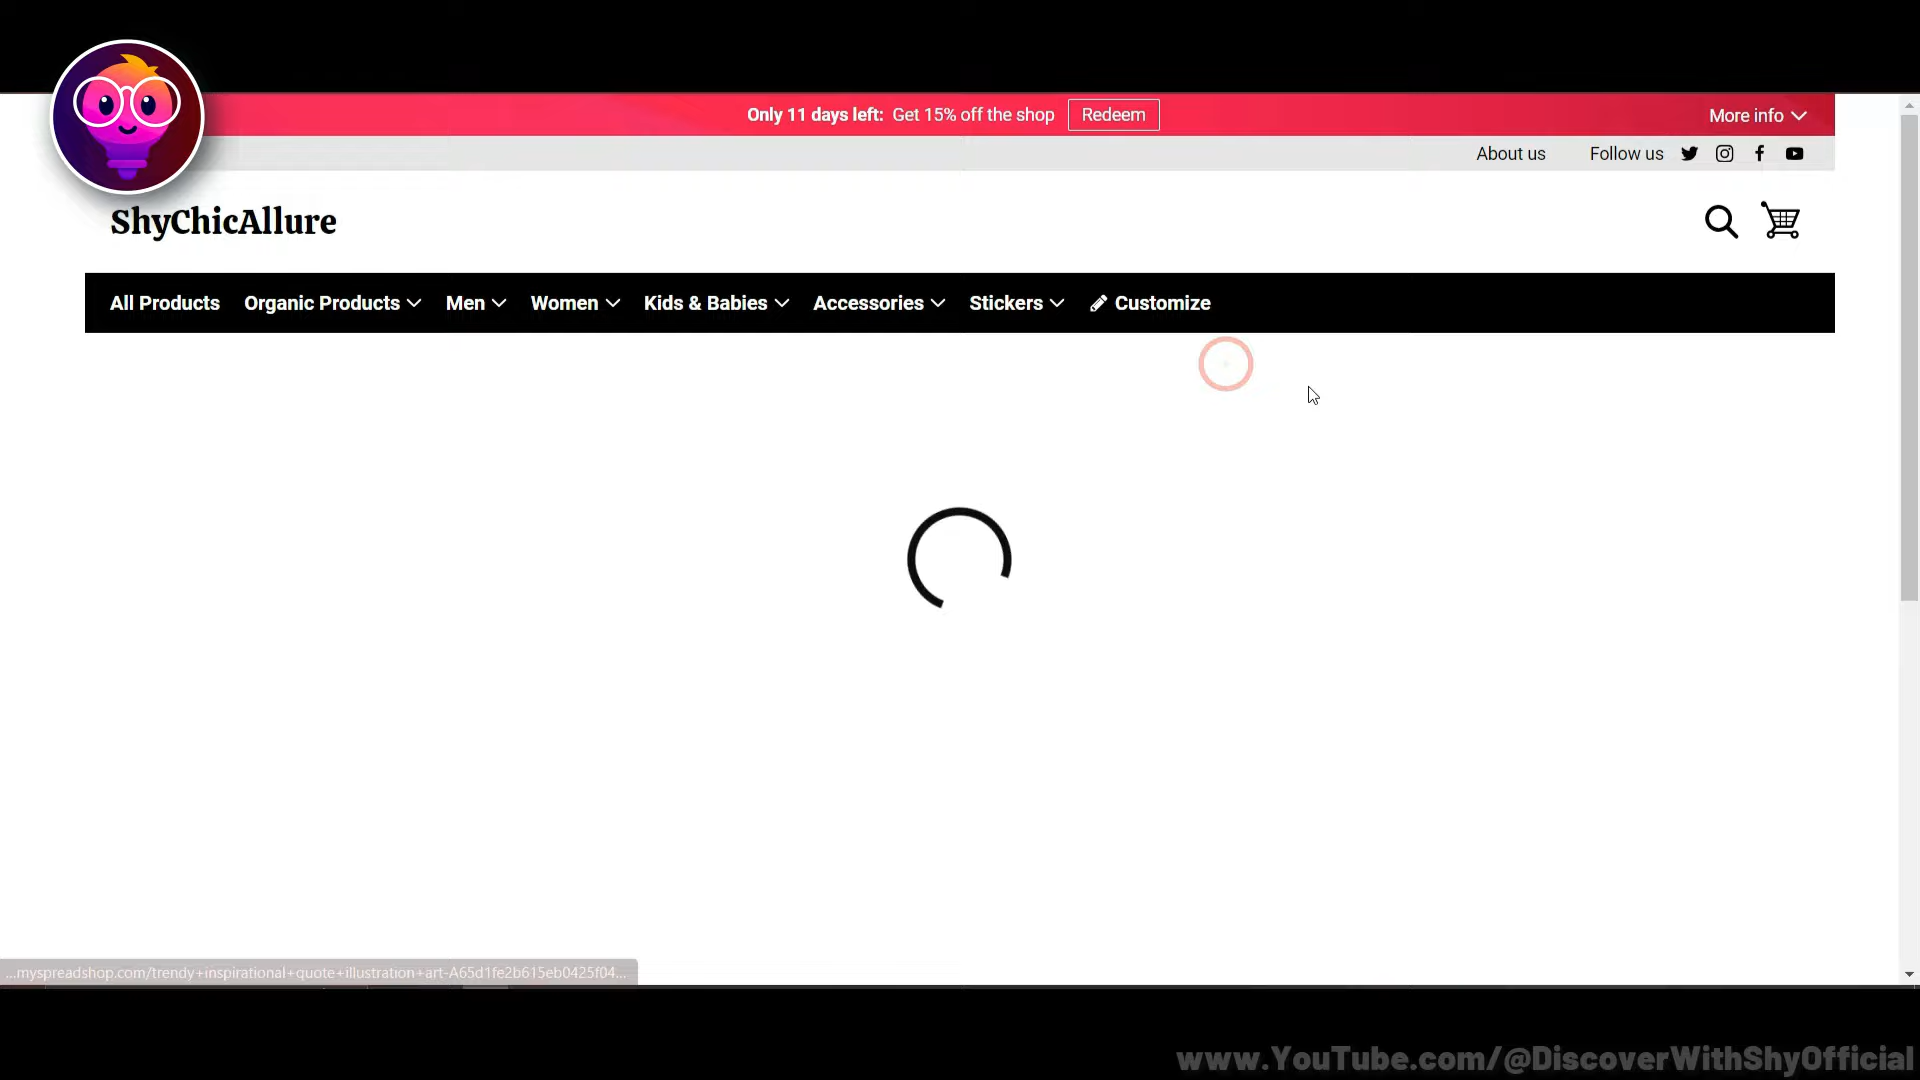 Only 11 days left: Get 15% off the shop Redeem More info
About us Follow us
ShyChicAllure
All Products Organic Products Men Women Kids & Babies Accessories Stickers Customize
...myspreadshop.com/trendy+inspirational+quote+illustration+art-A65d1fe2b615eb0425f04...
www.YouTube.com/@DiscoverWithShyOfficial